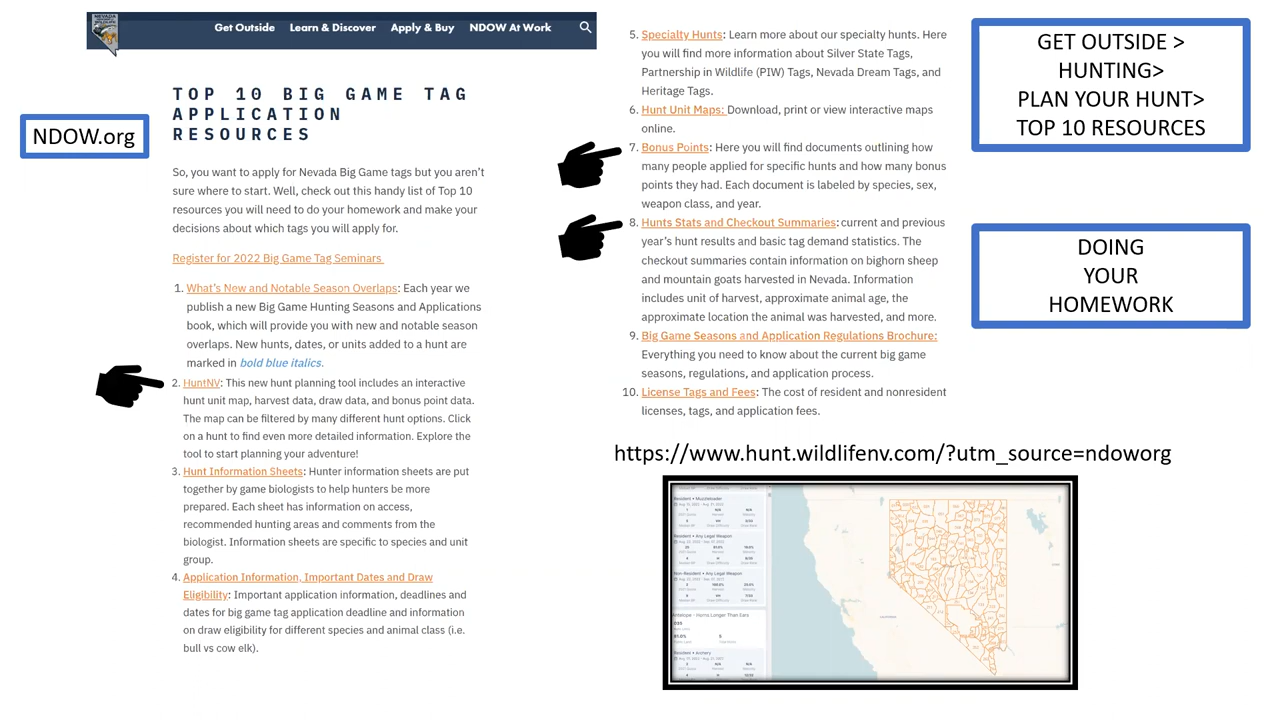 Get Outside Learn & Discover Apply & Buy NDOW At Work
NDOW.org
TOP 10 BIG GAME TAG
APPLICATION
RESOURCES
So, you want to apply for Nevada Big Game tags but you aren't
sure where to start. Well, check out this handy list of Top 10
resources you will need to do your homework and make your
decisions about which tags you will apply for.
Register for 2022 Big Game Tag Seminars
1. What's New and Notable Season Overlaps: Each year we
publish a new Big Game Hunting Seasons and Applications
book, which will provide you with new and notable season
overlaps. New hunts, dates, or units added to a hunt are
marked in bold blue italics.
2. HuntNV: This new hunt planning tool includes an interactive
hunt unit map, harvest data, draw data, and bonus point data.
The map can be filtered by many different hunt options. Click
on a hunt to find even more detailed information. Explore the
tool to start planning your adventure!
3. Hunt Information Sheets: Hunter information sheets are put
together by game biologists to help hunters be more
prepared. Each sheet has information on access,
recommended hunting areas and comments from the
biologist. Information sheets are specific to species and unit
group.
4. Application Information, Important Dates and Draw
Eligibility: Important application information, deadlines and
dates for big game tag application deadline and information
on draw eligibility for different species and animal class (i.e.
bull vs cow elk).
5. Specialty Hunts: Learn more about our specialty hunts. Here
you will find more information about Silver State Tags,
Partnership in Wildlife (PIW) Tags, Nevada Dream Tags, and
Heritage Tags.
6. Hunt Unit Maps: Download, print or view interactive maps
online.
7. Bonus Points: Here you will find documents outlining how
many people applied for specific hunts and how many bonus
points they had. Each document is labeled by species, sex,
weapon class, and year.
8. Hunts Stats and Checkout Summaries: current and previous
year's hunt results and basic tag demand statistics. The
checkout summaries contain information on bighorn sheep
and mountain goats harvested in Nevada. Information
includes unit of harvest, approximate animal age, the
approximate location the animal was harvested, and more.
9. Big Game Seasons and Application Regulations Brochure:
Everything you need to know about the current big game
seasons, regulations, and application process.
10. License Tags and Fees: The cost of resident and nonresident
licenses, tags, and application fees.
GET OUTSIDE >
HUNTING>
PLAN YOUR HUNT>
TOP 10 RESOURCES
DOING
YOUR
HOMEWORK
https://www.hunt.wildlifenv.com/?utm_source=ndoworg
Resident • Muzzleloader
Resident • Any Legal Weapon
Non-Resident • Any Legal Weapon
Antelope - Horns Longer Than Ears
Resident • Archery